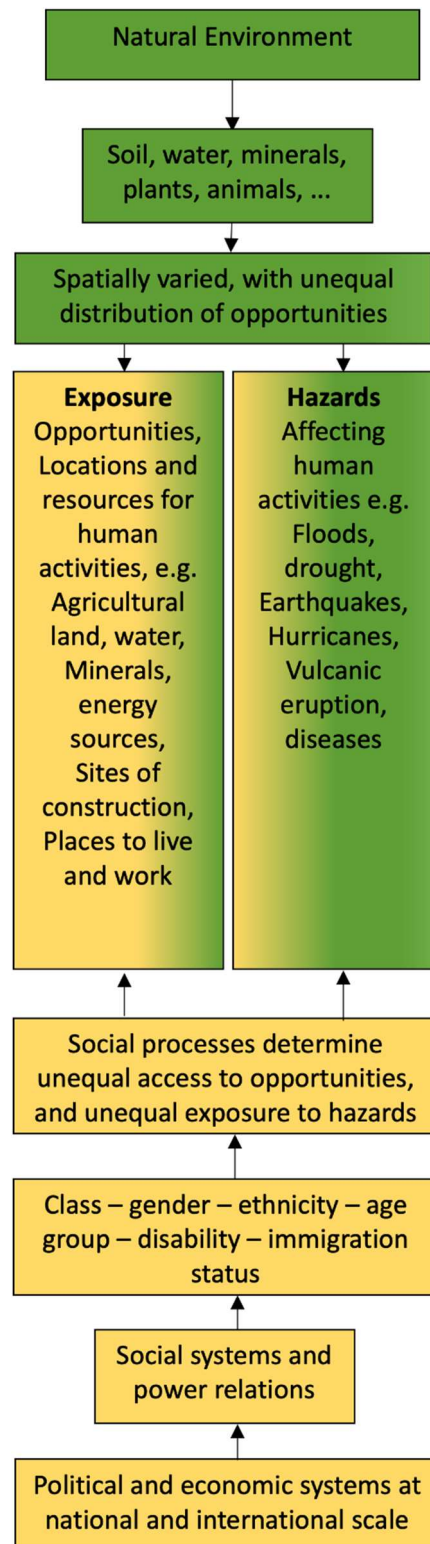 Natural Environment
Soil, water, minerals,
plants, animals, ...
Spatially varied, with unequal
distribution of opportunities
Exposure
Opportunities,
Locations and
resources for
human
activities, e.g.
Agricultural
land, water,
Minerals,
energy
sources,
Sites of
construction,
Places to live
and work
Hazards
Affecting
human
activities e.g.
Floods,
drought,
Earthquakes,
Hurricanes,
Vulcanic
eruption,
diseases
Social processes determine
unequal access to opportunities,
and unequal exposure to hazards
Class – gender – ethnicity – age
group – disability – immigration
status
Social systems and
power relations
Political and economic systems at
national and international scale